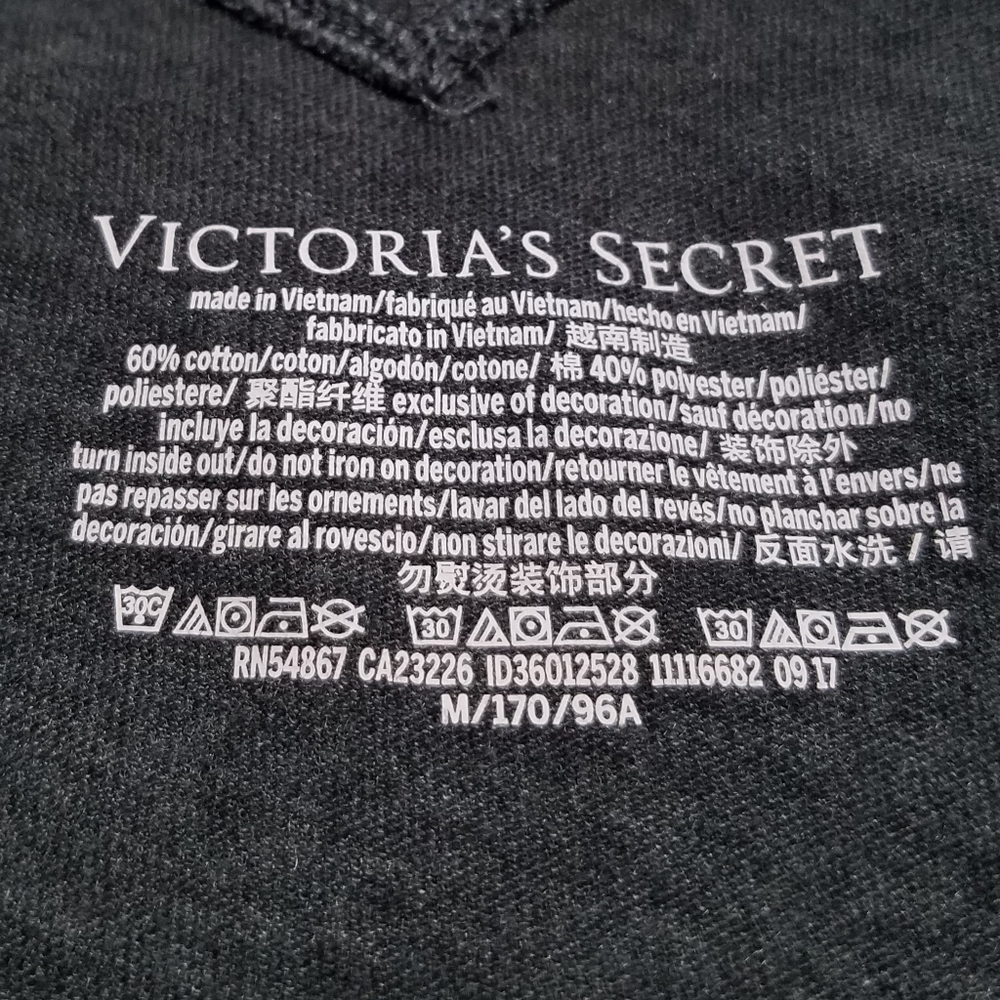 VICTORIA'S SECRET
made in Vietnam/fabriqué au Vietnam/hecho en Vietnam/
fabbricato in Vietnam/ 越南制造
60% cotton/coton/algodón/cotone/ 棉 40% polyester/poliéster/
poliestere/ 聚酯纤维 exclusive of decoration/sauf décoration/no
incluye la decoración/esclusa la decorazione/ 装饰除外
turn inside out/do not iron on decoration/retourner le vêtement à l'envers/ne
pas repasser sur les ornements/lavar del lado del revés/no planchar sobre la
decoración/girare al rovescio/non stirare le decorazioni/ 反面水洗 / 请
勿熨烫装饰部分
30C 30 30
RN54867 CA23226 ID36012528 11116682 09 17
M/170/96A